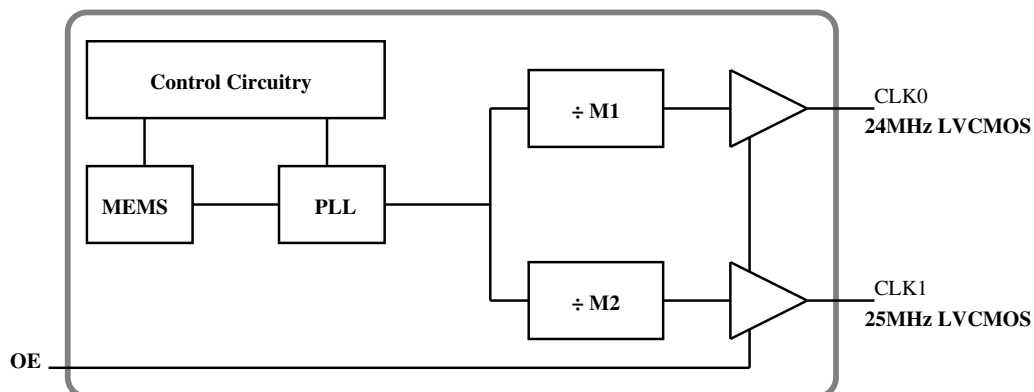 Control Circuitry
MEMS
PLL
÷ M1
÷ M2
CLK0
24MHz LVCMOS
CLK1
25MHz LVCMOS
OE